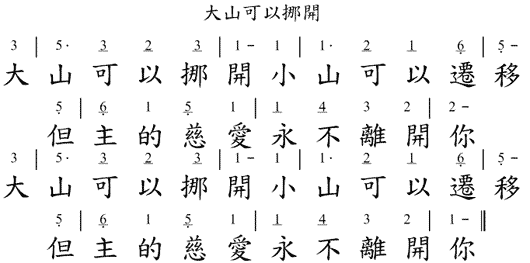 大山可以挪開
3 | 5· 3 2 3 | 1 – 1 | 1· 2 1 6 | 5 –
大山可以挪開小山可以遷移
5 | 6 1 5 1 | 1 4 3 2 | 2 –
但主的慈愛永不離開你
3 | 5· 3 2 3 | 1 – 1 | 1· 2 1 6 | 5 –
大山可以挪開小山可以遷移
5 | 6 1 5 1 | 1 4 3 2 | 1 – ‖
但主的慈愛永不離開你